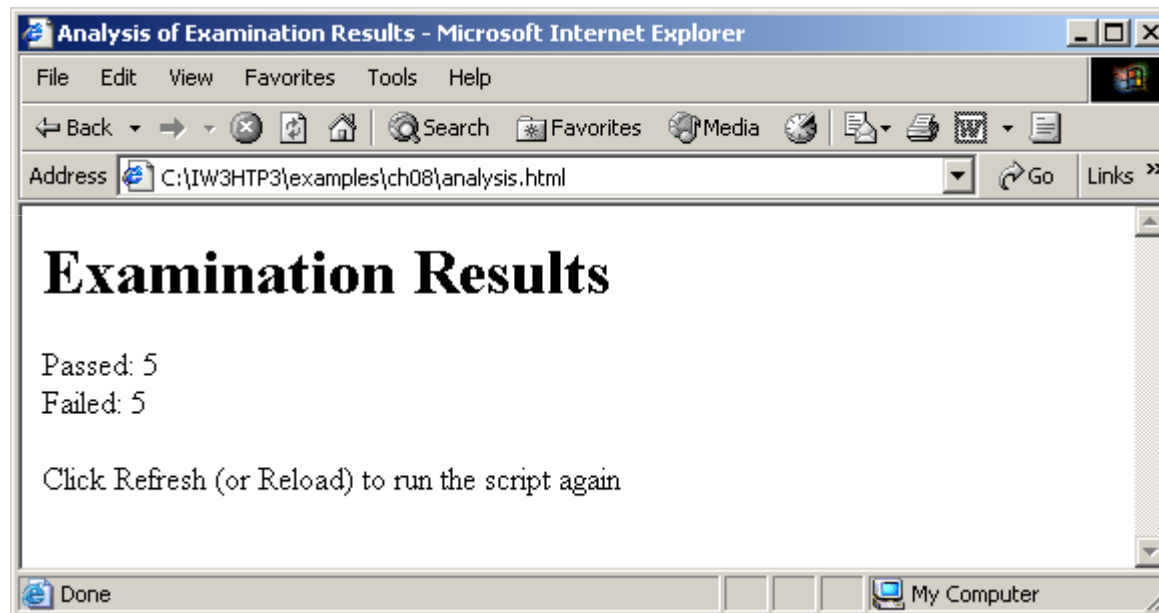 Analysis of Examination Results - Microsoft Internet Explorer
File Edit View Favorites Tools Help
Back Search Favorites Media
Address C:\IW3HTP3\examples\ch08\analysis.html Go Links »
Examination Results
Passed: 5
Failed: 5
Click Refresh (or Reload) to run the script again
Done My Computer